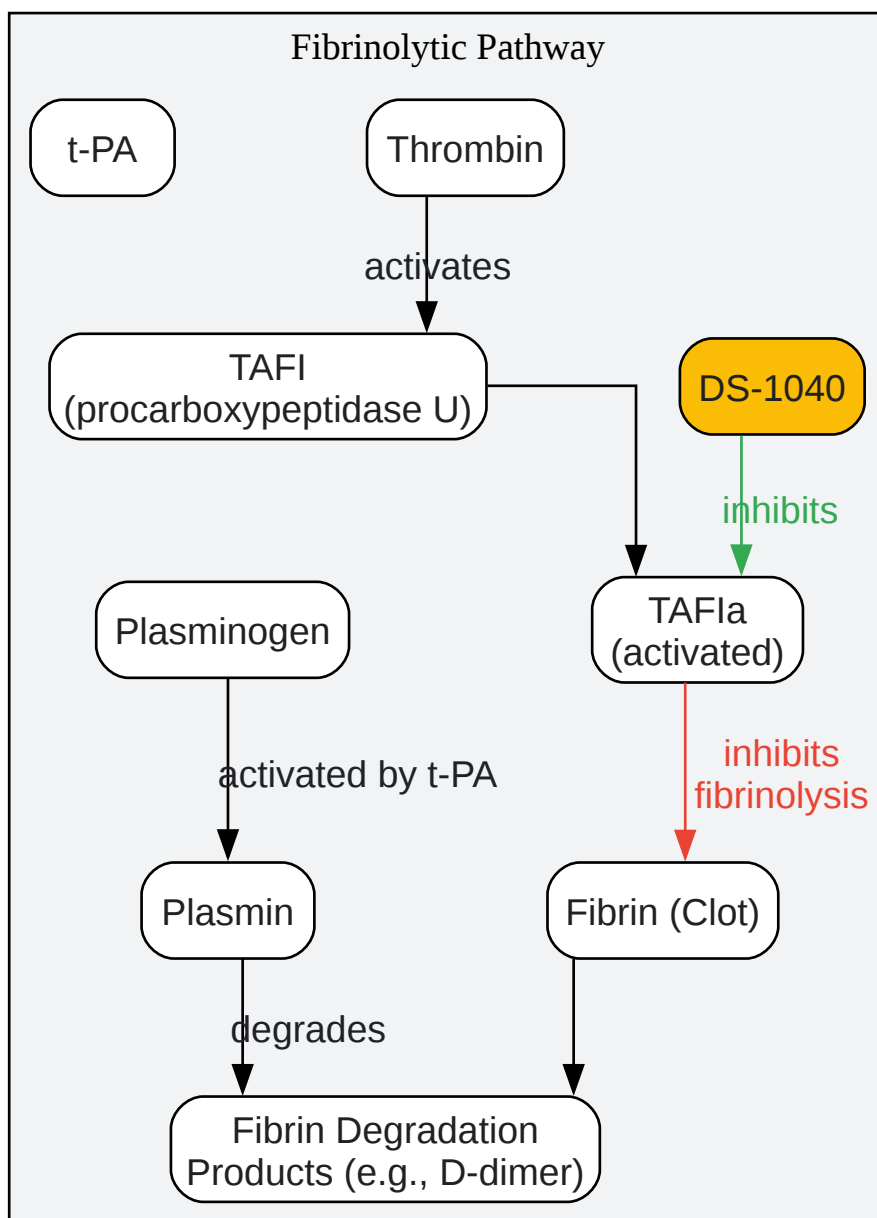 Fibrinolytic Pathway
t-PA
Thrombin
activates
TAFI
(procarboxypeptidase U)
DS-1040
inhibits
Plasminogen
TAFIa
(activated)
activated by t-PA
inhibits
fibrinolysis
Plasmin
Fibrin (Clot)
degrades
Fibrin Degradation
Products (e.g., D-dimer)